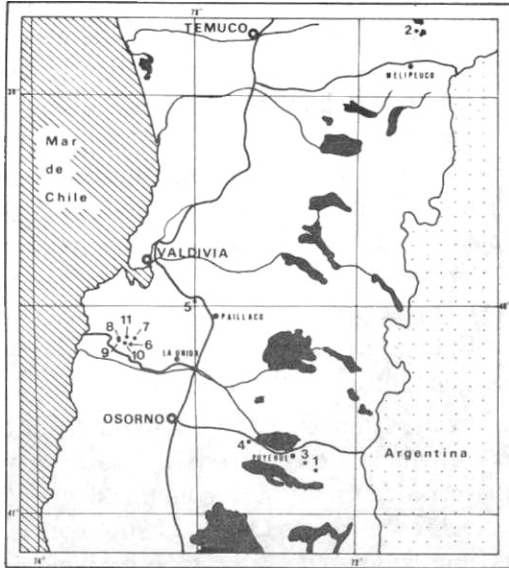 73°
TEMUCO
2
MELIPEUCO
39°
Mar
de
Chile
VALDIVIA
5
40°
PAILLACO
8 11 7
9 6
10
LA UNION
OSORNO
4
PUYEHUE 3
1
Argentina
41°
74°
72°